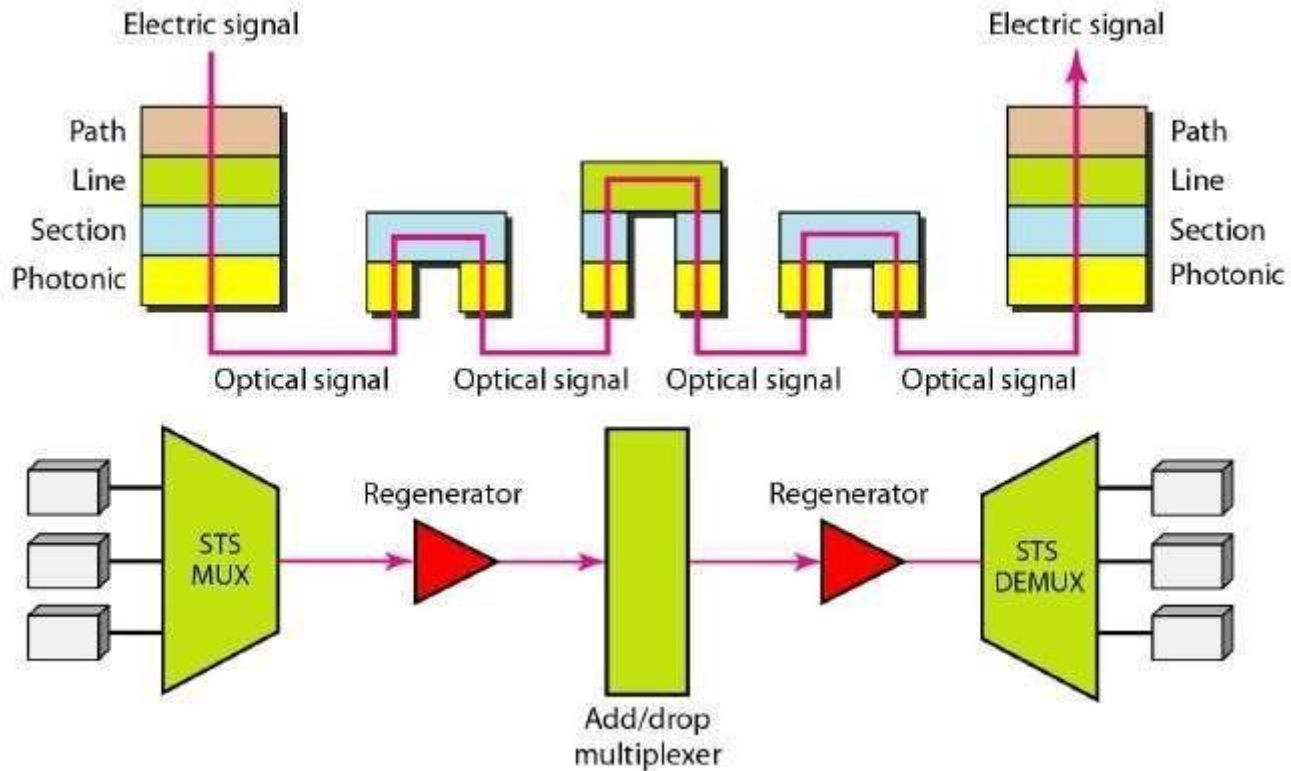 Electric signal
Electric signal
Path
Line
Section
Photonic
Path
Line
Section
Photonic
Optical signal
Optical signal
Optical signal
Optical signal
STS
MUX
Regenerator
Regenerator
STS
DEMUX
Add/drop
multiplexer